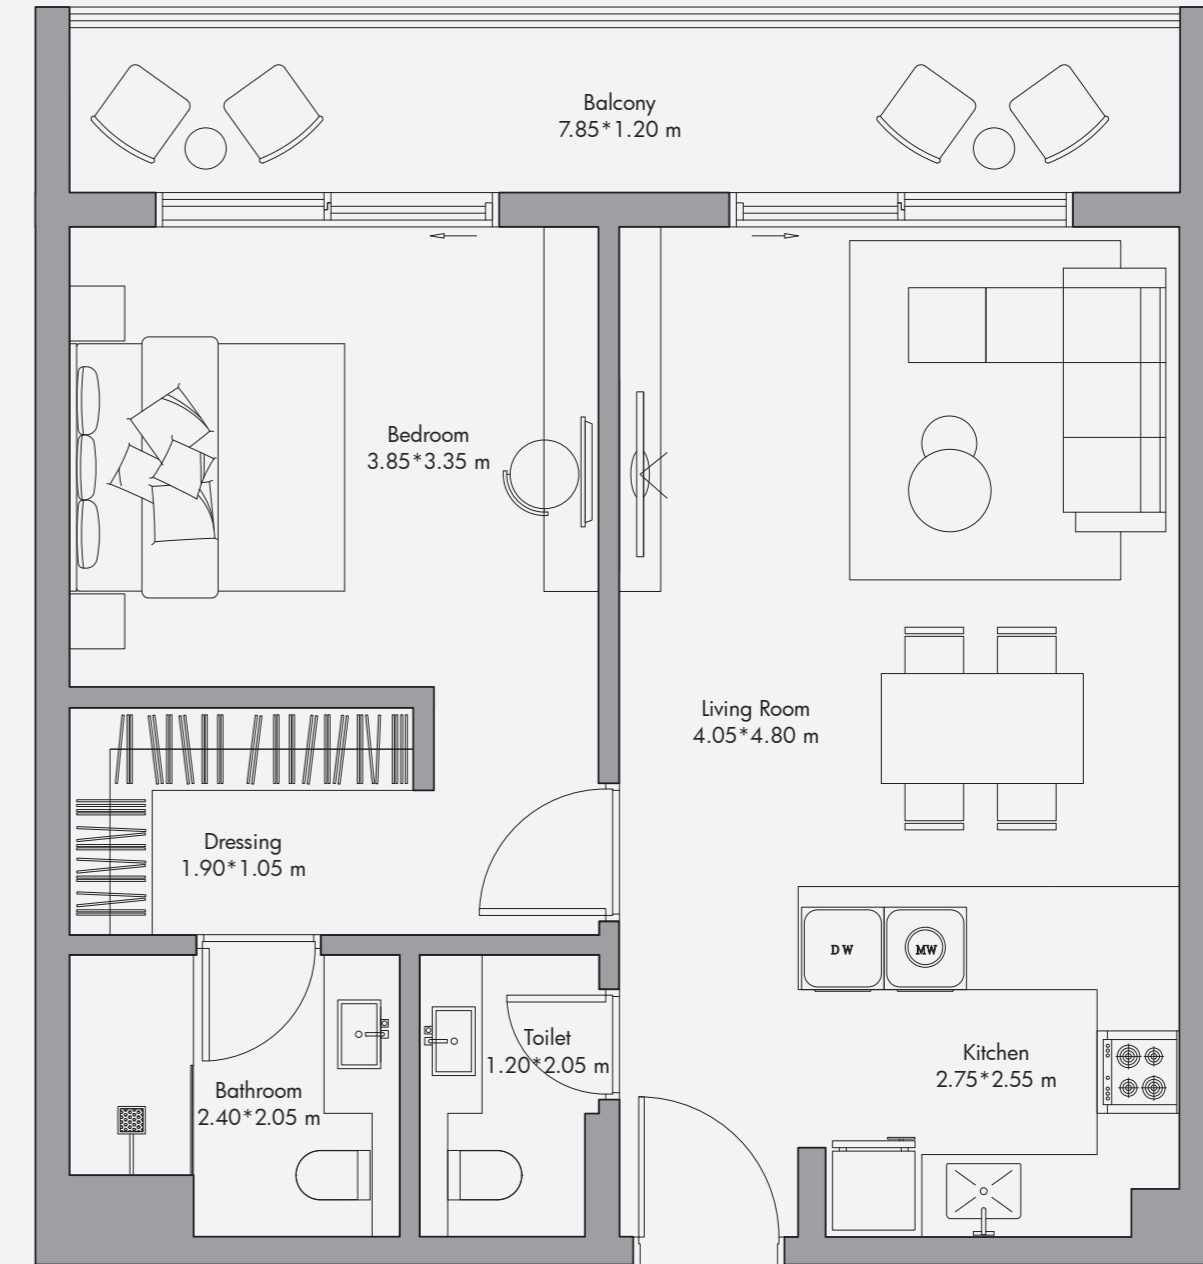 Balcony
7.85*1.20 m
Bedroom
3.85*3.35 m
Living Room
4.05*4.80 m
Dressing
1.90*1.05 m
DW
MW
Toilet
1.20*2.05 m
Kitchen
2.75*2.55 m
Bathroom
2.40*2.05 m